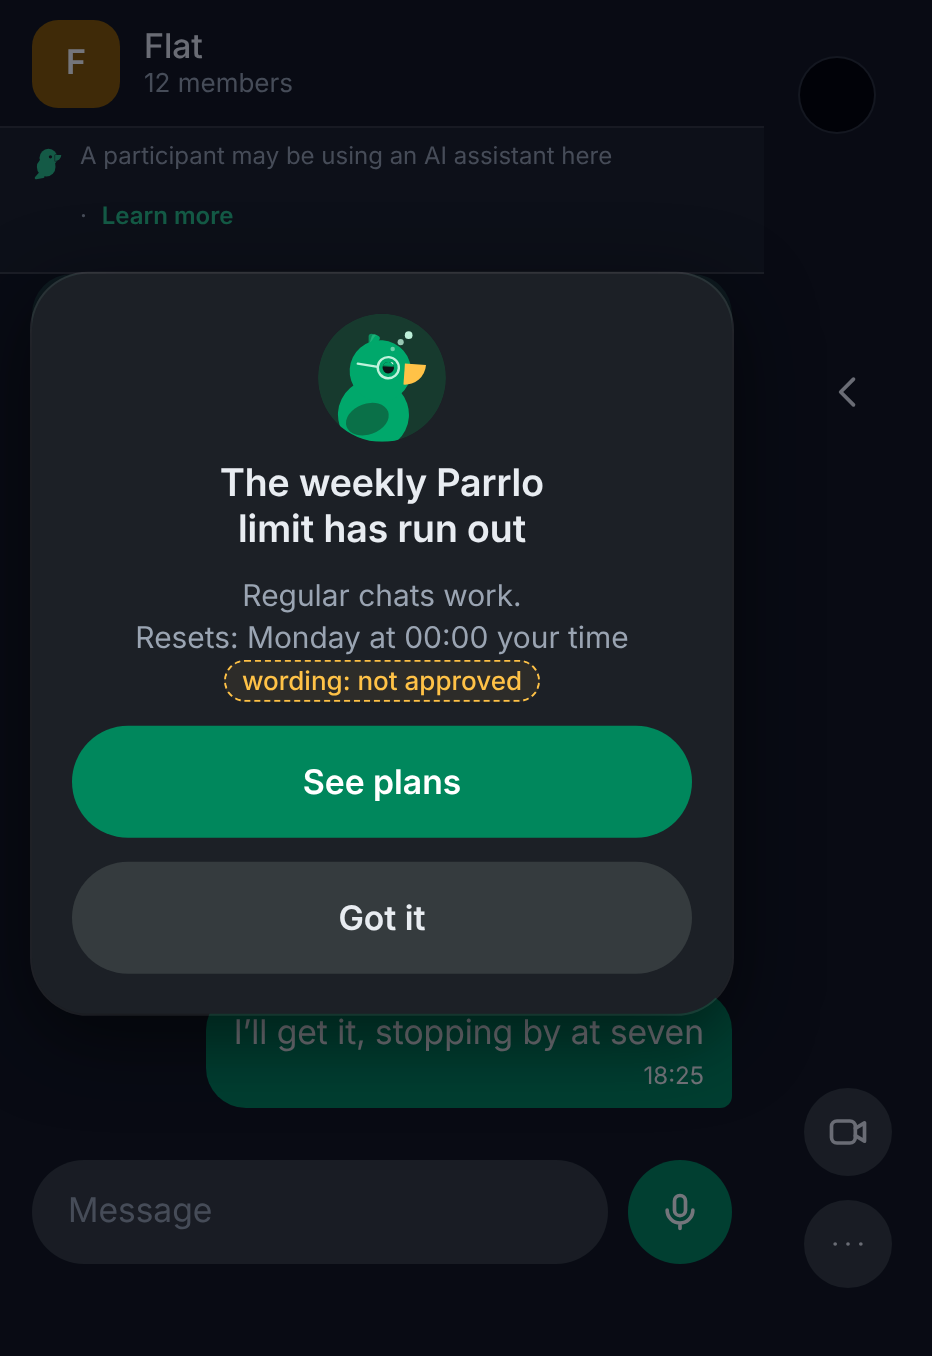 F
Flat
12 members
A participant may be using an AI assistant here
· Learn more
The weekly Parrlo
limit has run out
Regular chats work.
Resets: Monday at 00:00 your time
wording: not approved
See plans
Got it
I’ll get it, stopping by at seven
18:25
Message